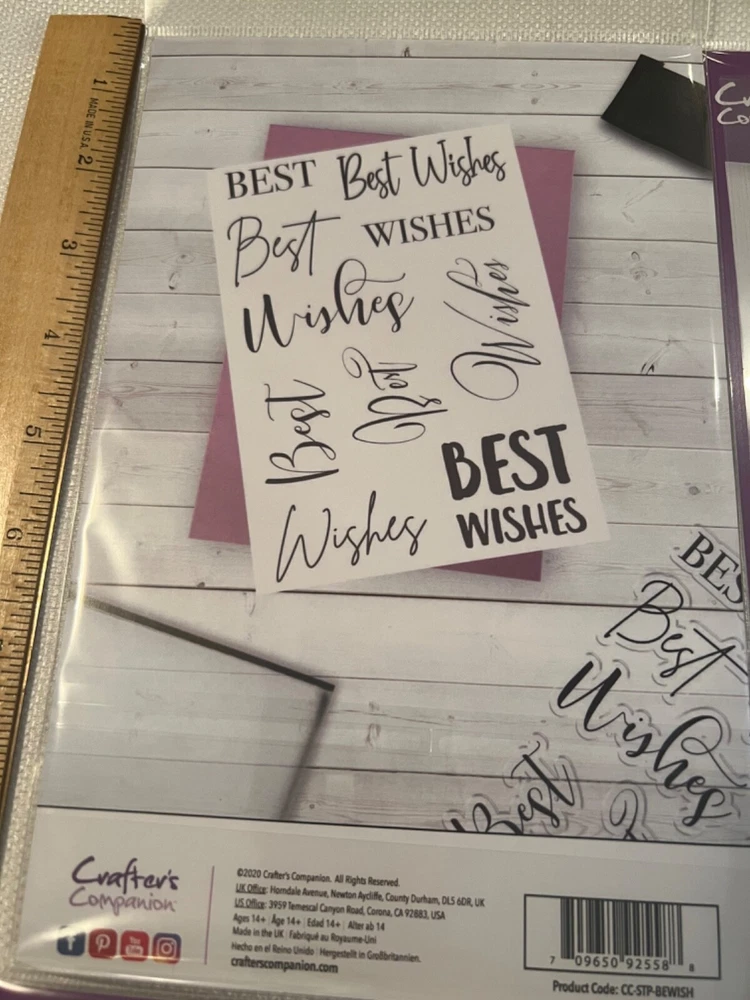 1
MADE IN U.S.A.
2
3
4
5
6
BEST Best Wishes
Best WISHES
Wishes Wishes
Best Best
BEST
WISHES
Wishes
BES
Best
Wishes
Best
Crafter's
Companion
©2020 Crafter's Companion. All Rights Reserved.
UK Office: Horndale Avenue, Newton Aycliffe, County Durham, DL5 6DR, UK
US Office: 3959 Temescal Canyon Road, Corona, CA 92883, USA
Ages 14+ | Âge 14+ | Edad 14+ | Alter ab 14
Made in the UK | Fabriqué au Royaume-Uni
Hecho en el Reino Unido | Hergestellt in Großbritannien.
crafterscompanion.com
You Tube
7 09650 92558 8
Product Code: CC-STP-BEWISH